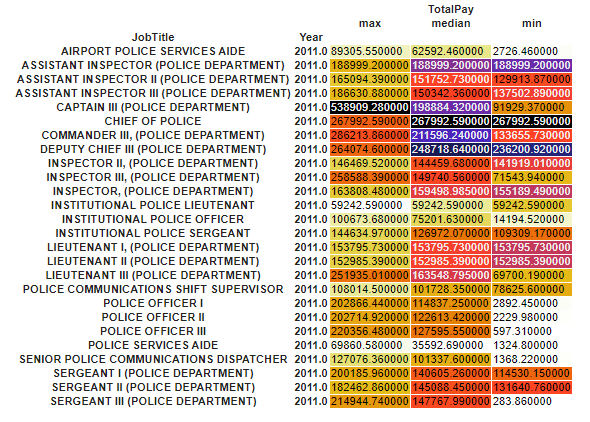 TotalPay
max median min
JobTitle Year
AIRPORT POLICE SERVICES AIDE 2011.0 89305.550000 62592.460000 2726.460000
ASSISTANT INSPECTOR (POLICE DEPARTMENT) 2011.0 188999.200000 188999.200000 188999.200000
ASSISTANT INSPECTOR II (POLICE DEPARTMENT) 2011.0 165094.390000 151752.730000 129913.870000
ASSISTANT INSPECTOR III (POLICE DEPARTMENT) 2011.0 186630.880000 150342.360000 137502.890000
CAPTAIN III (POLICE DEPARTMENT) 2011.0 538909.280000 198884.320000 91929.370000
CHIEF OF POLICE 2011.0 267992.590000 267992.590000 267992.590000
COMMANDER III, (POLICE DEPARTMENT) 2011.0 286213.860000 211596.240000 133655.730000
DEPUTY CHIEF III (POLICE DEPARTMENT) 2011.0 264074.600000 248718.640000 236200.920000
INSPECTOR II, (POLICE DEPARTMENT) 2011.0 146469.520000 144459.680000 141919.010000
INSPECTOR III, (POLICE DEPARTMENT) 2011.0 258588.390000 149740.560000 71543.940000
INSPECTOR, (POLICE DEPARTMENT) 2011.0 163808.480000 159498.985000 155189.490000
INSTITUTIONAL POLICE LIEUTENANT 2011.0 59242.590000 59242.590000 59242.590000
INSTITUTIONAL POLICE OFFICER 2011.0 100673.680000 75201.630000 14194.520000
INSTITUTIONAL POLICE SERGEANT 2011.0 144634.970000 126972.070000 109309.170000
LIEUTENANT I, (POLICE DEPARTMENT) 2011.0 153795.730000 153795.730000 153795.730000
LIEUTENANT II (POLICE DEPARTMENT) 2011.0 152985.390000 152985.390000 152985.390000
LIEUTENANT III (POLICE DEPARTMENT) 2011.0 251935.010000 163548.795000 69700.190000
POLICE COMMUNICATIONS SHIFT SUPERVISOR 2011.0 108014.500000 101728.350000 78625.600000
POLICE OFFICER I 2011.0 202866.440000 114837.250000 2892.450000
POLICE OFFICER II 2011.0 202714.920000 122613.420000 2229.980000
POLICE OFFICER III 2011.0 220356.480000 127595.550000 597.310000
POLICE SERVICES AIDE 2011.0 69860.580000 35592.690000 1324.800000
SENIOR POLICE COMMUNICATIONS DISPATCHER 2011.0 127076.360000 101337.600000 1368.220000
SERGEANT I (POLICE DEPARTMENT) 2011.0 200185.960000 140605.260000 114530.150000
SERGEANT II (POLICE DEPARTMENT) 2011.0 182462.860000 145088.450000 131640.760000
SERGEANT III (POLICE DEPARTMENT) 2011.0 214944.740000 147767.990000 283.860000